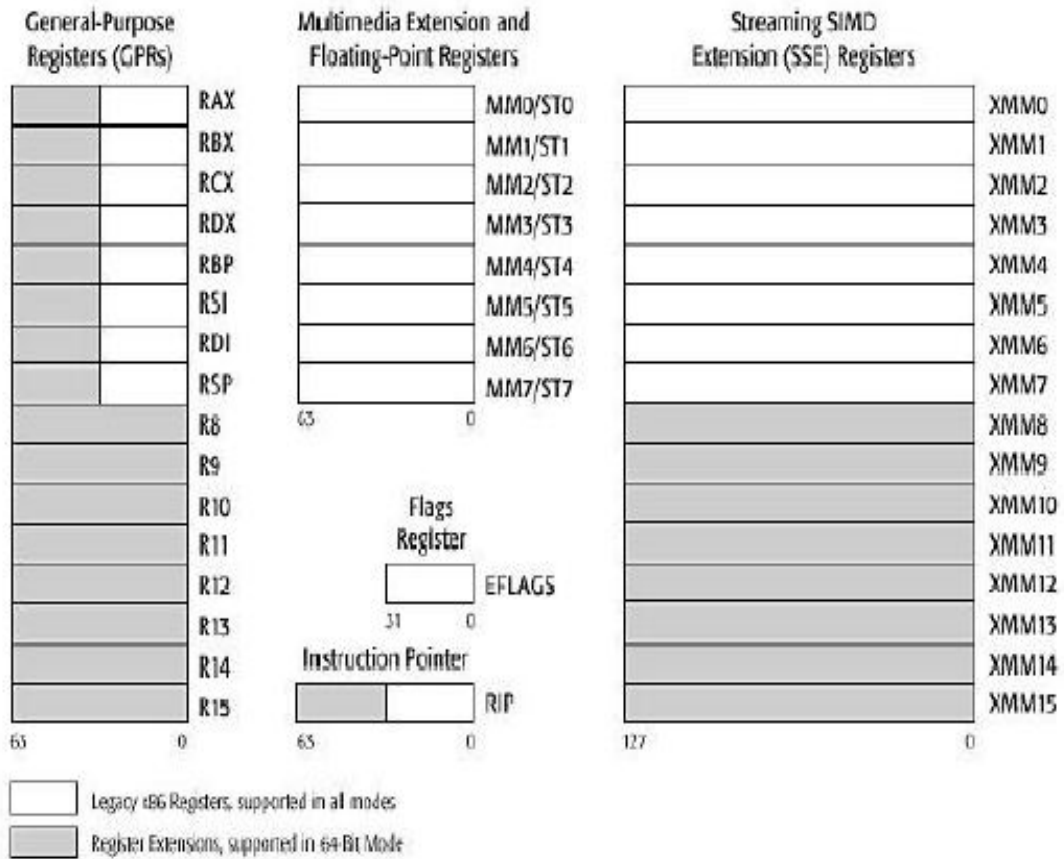 General-Purpose
Registers (GPRs)
RAX
RBX
RCX
RDX
RBP
RSI
RDI
RSP
R8
R9
R10
R11
R12
R13
R14
R15
63 0
Multimedia Extension and
Floating-Point Registers
MM0/ST0
MM1/ST1
MM2/ST2
MM3/ST3
MM4/ST4
MM5/ST5
MM6/ST6
MM7/ST7
63 0
Flags
Register
EFLAGS
31 0
Instruction Pointer
RIP
63 0
Streaming SIMD
Extension (SSE) Registers
XMM0
XMM1
XMM2
XMM3
XMM4
XMM5
XMM6
XMM7
XMM8
XMM9
XMM10
XMM11
XMM12
XMM13
XMM14
XMM15
127 0
Legacy x86 Registers, supported in all modes
Register Extensions, supported in 64-Bit Mode